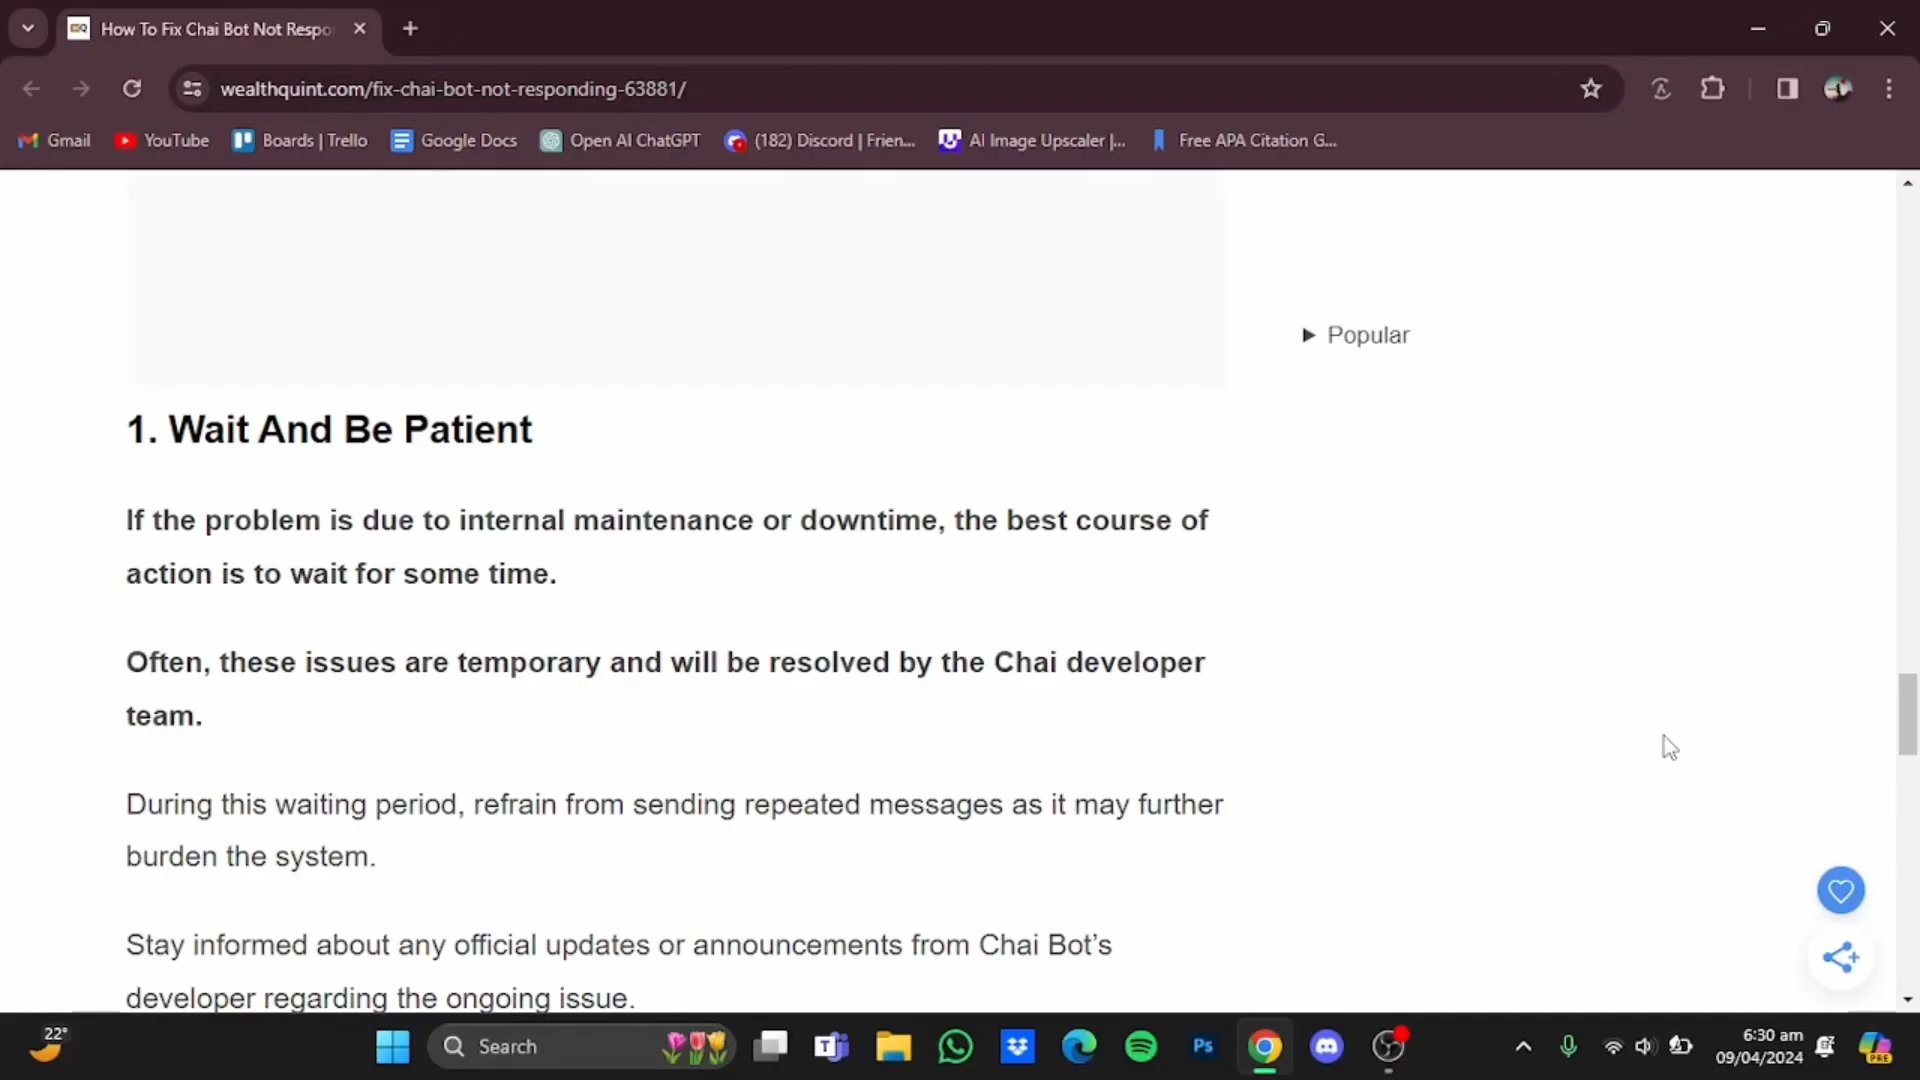 How To Fix Chai Bot Not Respo
wealthquint.com/fix-chai-bot-not-responding-63881/
Gmail YouTube Boards | Trello Google Docs Open AI ChatGPT (182) Discord | Frien... AI Image Upscaler |... Free APA Citation G...
Popular
1. Wait And Be Patient
If the problem is due to internal maintenance or downtime, the best course of
action is to wait for some time.
Often, these issues are temporary and will be resolved by the Chai developer
team.
During this waiting period, refrain from sending repeated messages as it may further
burden the system.
Stay informed about any official updates or announcements from Chai Bot’s
developer regarding the ongoing issue.
22° Search T Ps 6:30 am PRE
09/04/2024